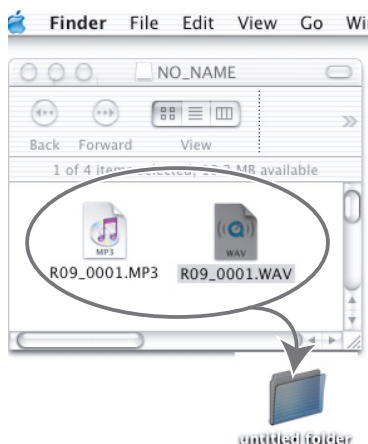 Finder File Edit View Go Wi
NO_NAME
Back Forward View
1 of 4 items selected, MB available
MP3 WAV
R09_0001.MP3 R09_0001.WAV
untitled folder